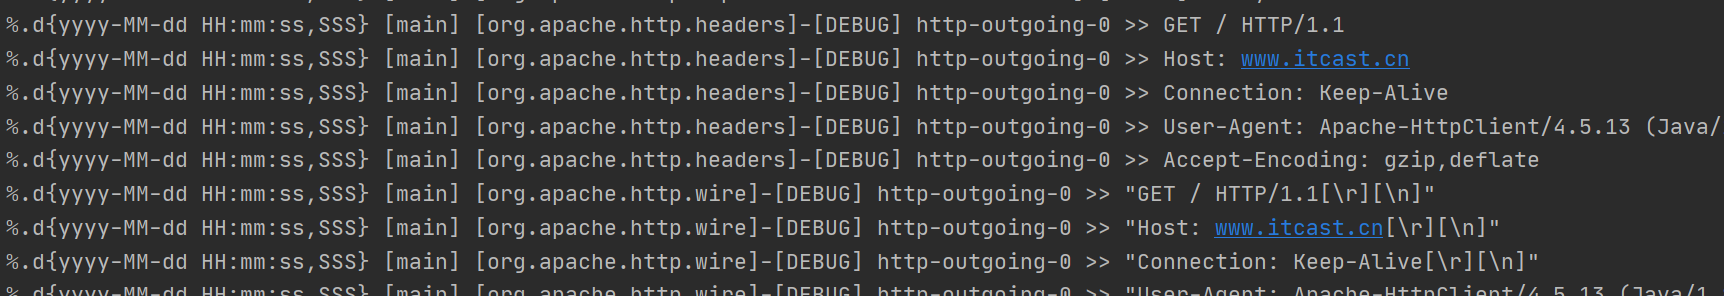 %.d{yyyy-MM-dd HH:mm:ss,SSS} [main] [org.apache.http.headers]-[DEBUG] http-outgoing-0 >> GET / HTTP/1.1
%.d{yyyy-MM-dd HH:mm:ss,SSS} [main] [org.apache.http.headers]-[DEBUG] http-outgoing-0 >> Host: www.itcast.cn
%.d{yyyy-MM-dd HH:mm:ss,SSS} [main] [org.apache.http.headers]-[DEBUG] http-outgoing-0 >> Connection: Keep-Alive
%.d{yyyy-MM-dd HH:mm:ss,SSS} [main] [org.apache.http.headers]-[DEBUG] http-outgoing-0 >> User-Agent: Apache-HttpClient/4.5.13 (Java/
%.d{yyyy-MM-dd HH:mm:ss,SSS} [main] [org.apache.http.headers]-[DEBUG] http-outgoing-0 >> Accept-Encoding: gzip,deflate
%.d{yyyy-MM-dd HH:mm:ss,SSS} [main] [org.apache.http.wire]-[DEBUG] http-outgoing-0 >> "GET / HTTP/1.1[\r][\n]"
%.d{yyyy-MM-dd HH:mm:ss,SSS} [main] [org.apache.http.wire]-[DEBUG] http-outgoing-0 >> "Host: www.itcast.cn[\r][\n]"
%.d{yyyy-MM-dd HH:mm:ss,SSS} [main] [org.apache.http.wire]-[DEBUG] http-outgoing-0 >> "Connection: Keep-Alive[\r][\n]"
%.d{yyyy-MM-dd HH:mm:ss,SSS} [main] [org.apache.http.wire]-[DEBUG] http-outgoing-0 >> "User-Agent: Apache-HttpClient/4.5.13 (Java/1